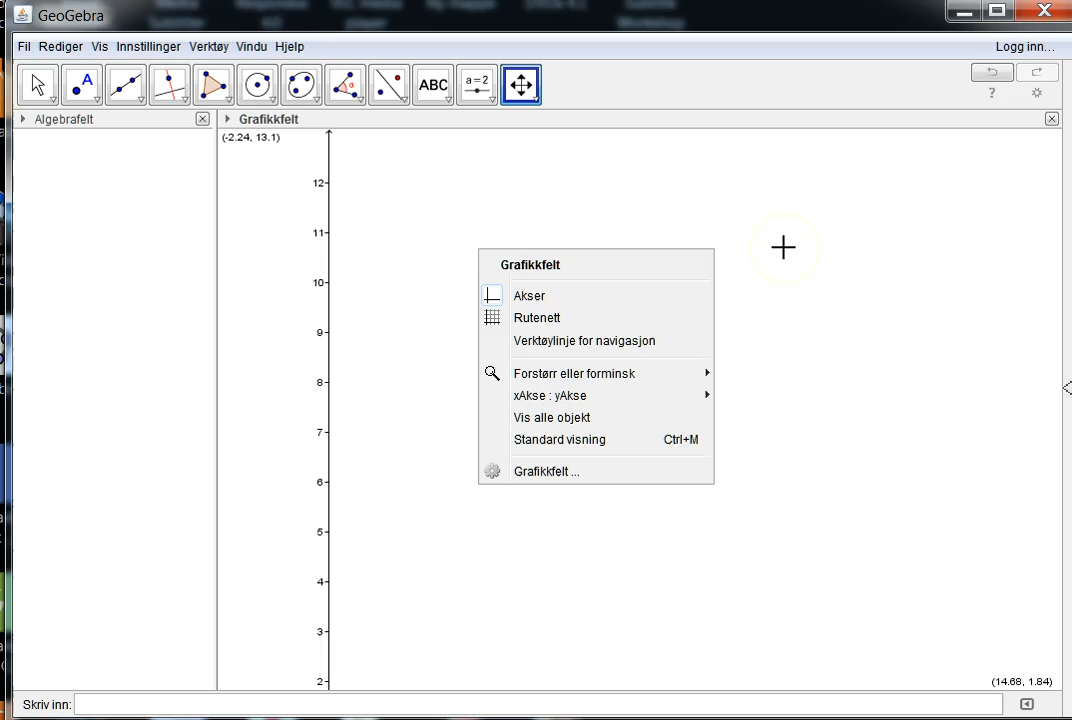 GeoGebra
Fil Rediger Vis Innstillinger Verktøy Vindu Hjelp Logg inn...
A ABC a=2 ?
Algebrafelt Grafikkfelt
(-2.24, 13.1)
12
11
10
9
8
7
6
5
4
3
2
Grafikkfelt
Akser
Rutenett
Verktøylinje for navigasjon
Forstørr eller forminsk
xAkse : yAkse
Vis alle objekt
Standard visning Ctrl+M
Grafikkfelt ...
(14.68, 1.84)
Skriv inn: